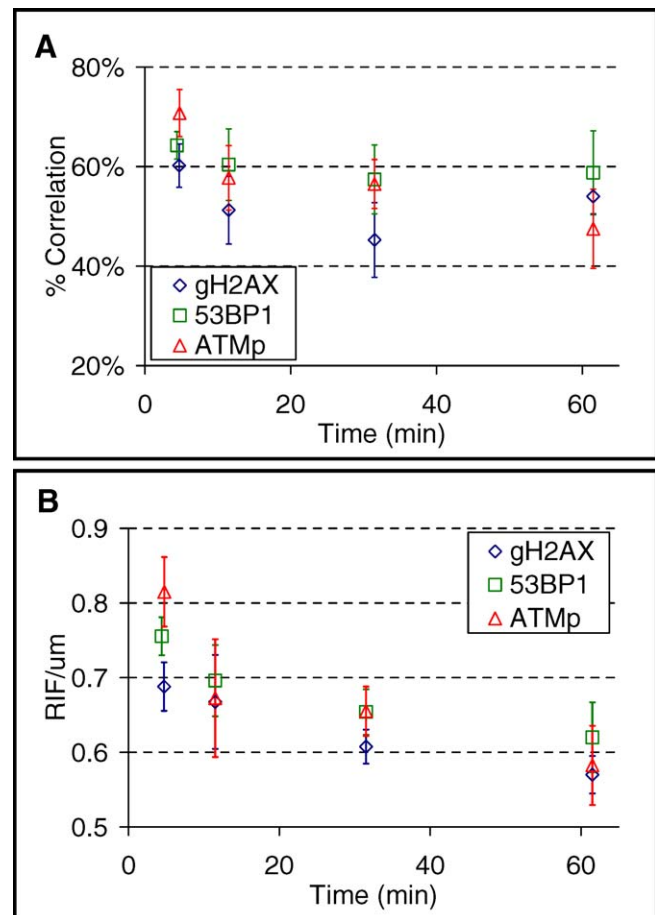 A
80%
60%
40%
20%
% Correlation
gH2AX
53BP1
ATMp
0 20 40 60
Time (min)
B
0.9
0.8
0.7
0.6
0.5
RIF/um
gH2AX
53BP1
ATMp
0 20 40 60
Time (min)